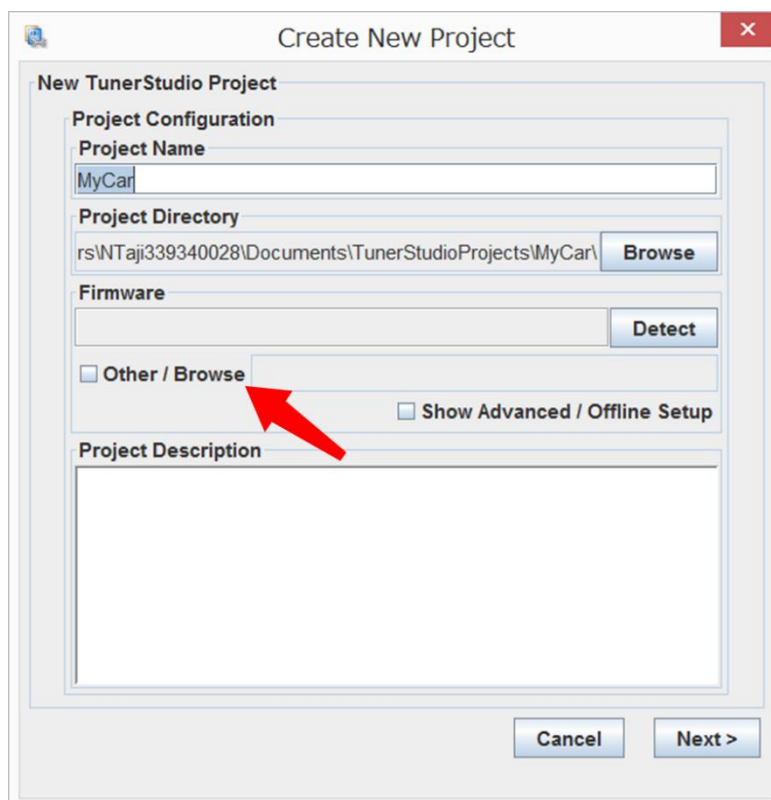 Create New Project
New TunerStudio Project
Project Configuration
Project Name
MyCar
Project Directory
rs\NTaji339340028\Documents\TunerStudioProjects\MyCar\ Browse
Firmware
Detect
Other / Browse
Show Advanced / Offline Setup
Project Description
Cancel Next >